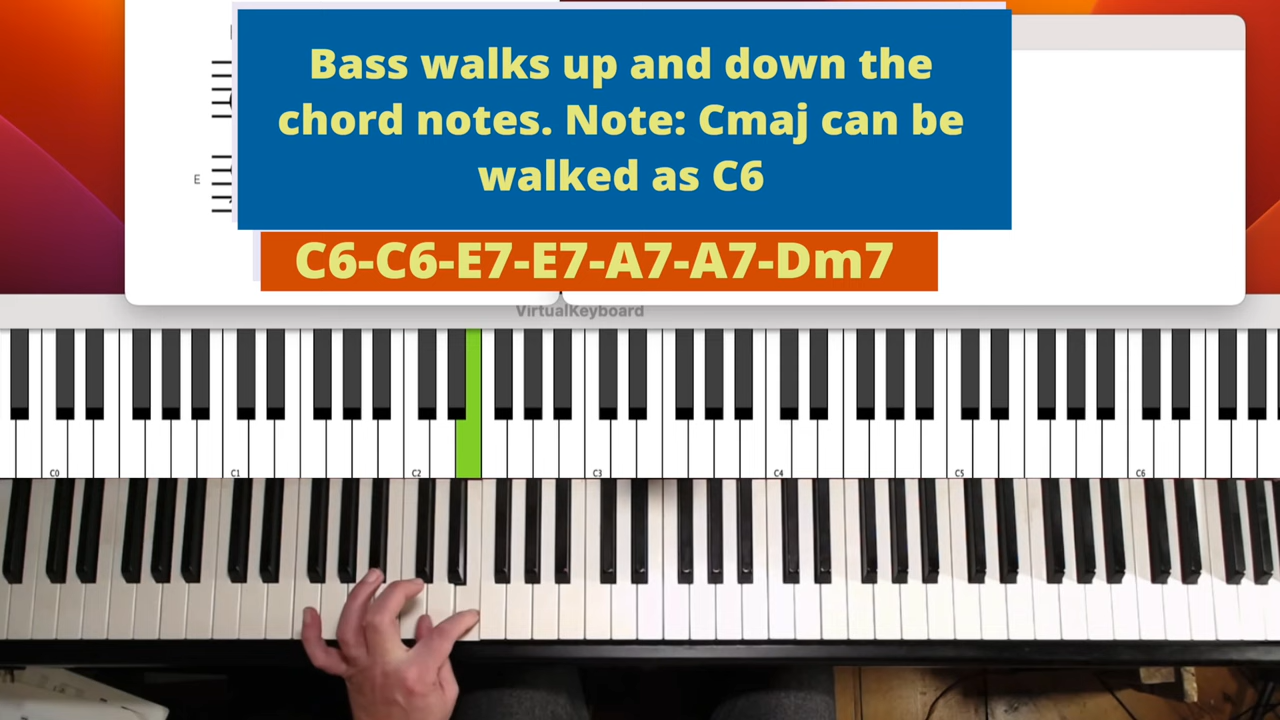 Bass walks up and down the
chord notes. Note: Cmaj can be
walked as C6
E
C6-C6-E7-E7-A7-A7-Dm7
VirtualKeyboard
C0 C1 C2 C3 C4 C5 C6